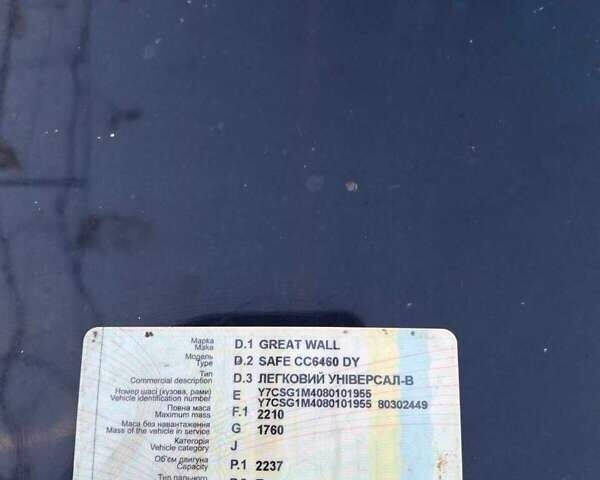 Марка D.1 GREAT WALL
Make
Модель D.2 SAFE CC6460 DY
Type
Тип D.3 ЛЕГКОВИЙ УНІВЕРСАЛ-В
Commercial description
Номер шасі (кузова, рами) E Y7CSG1M4080101955
Vehicle identification number Y7CSG1M4080101955 80302449
Повна маса F.1 2210
Maximum mass
Маса без навантаження G 1760
Mass of the vehicle in service
Категорія J
Vehicle category
Об'єм двигуна P.1 2237
Capacity
Тип пального